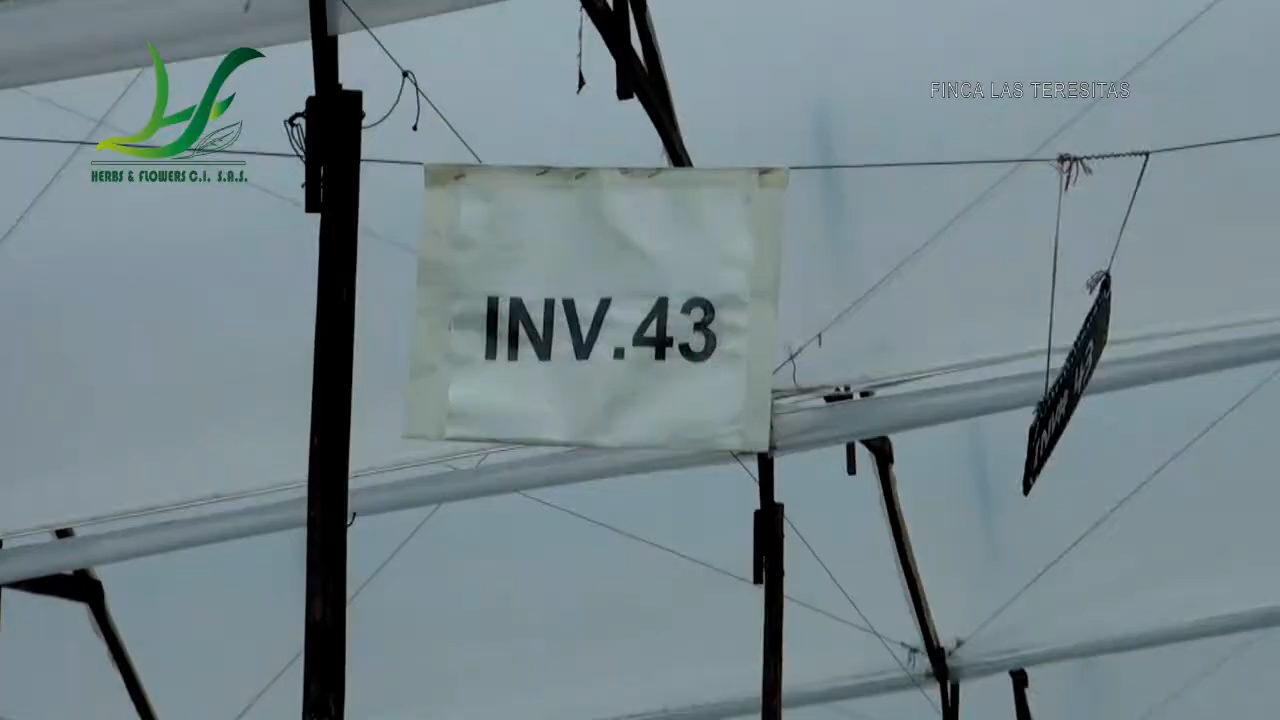 HERBS & FLOWERS C.I. S.A.S.
FINCA LAS TERESITAS
INV.43